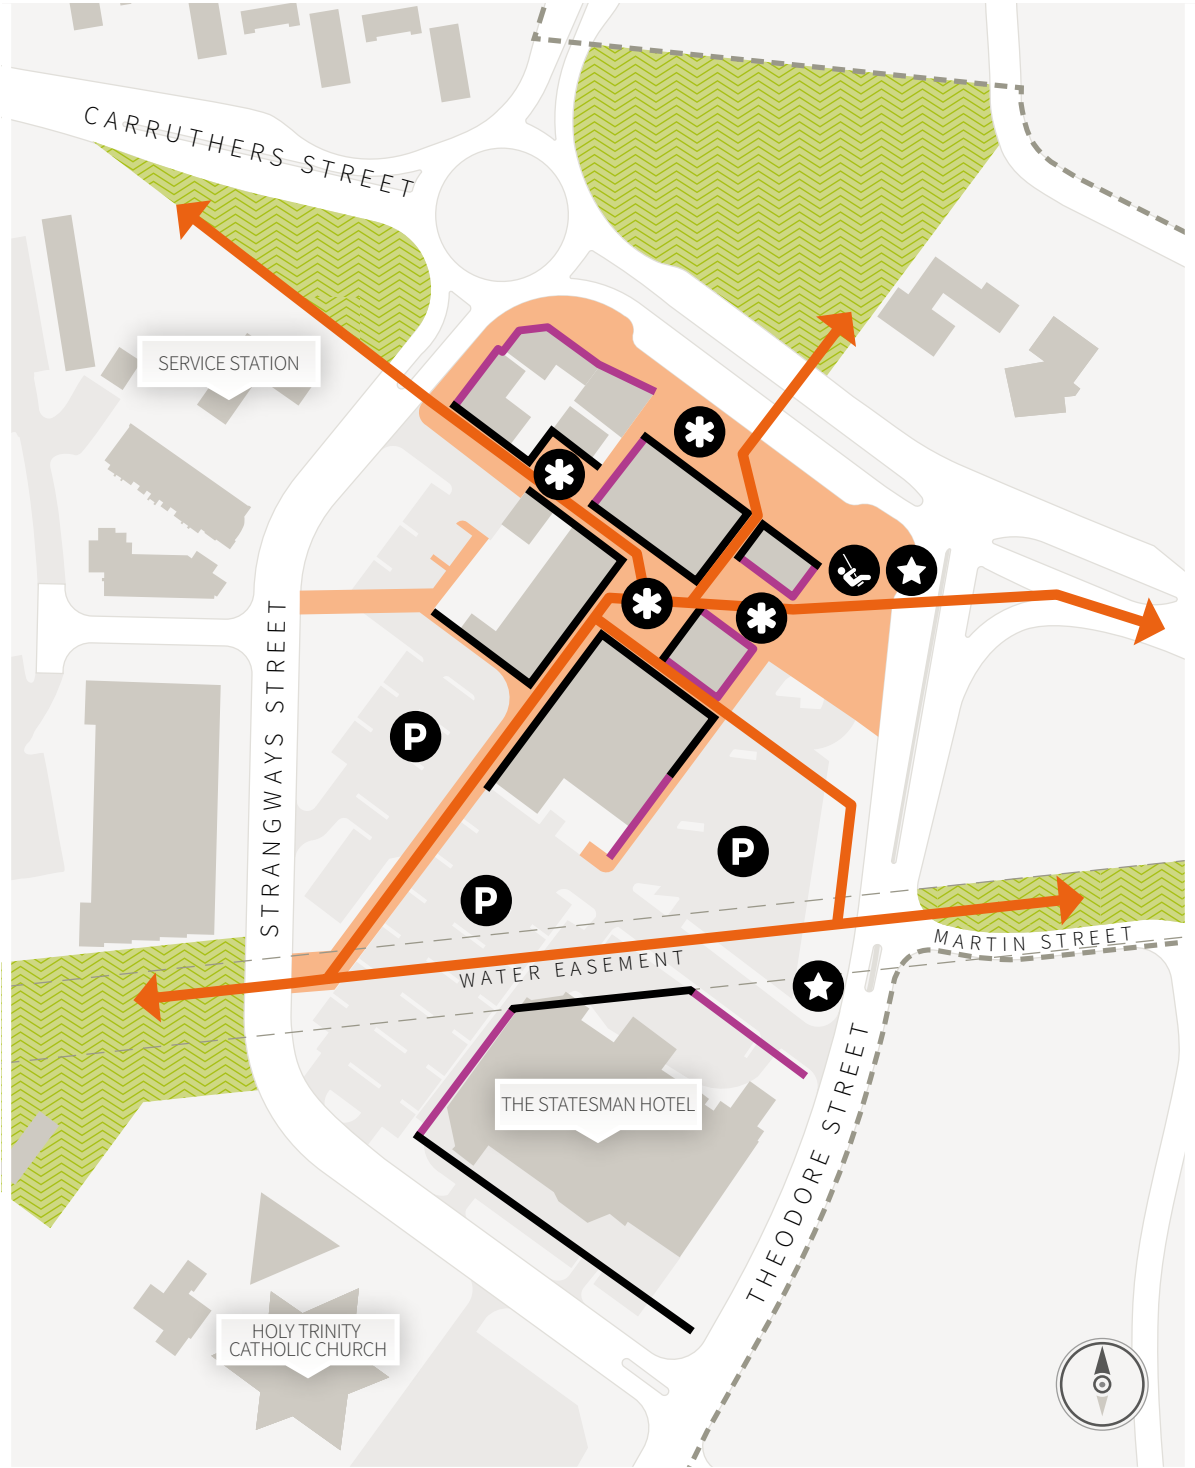 CARRUTHERS STREET
SERVICE STATION
STRANGWAYS STREET
P
P
P
MARTIN STREET
WATER EASEMENT
THE STATESMAN HOTEL
THEODORE STREET
HOLY TRINITY
CATHOLIC CHURCH